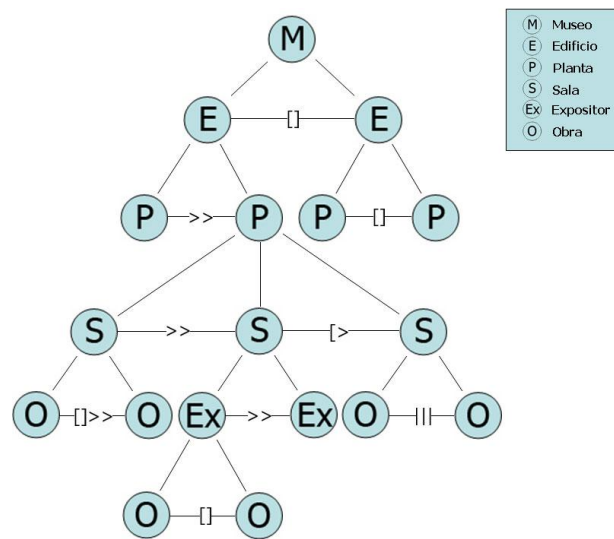 M
M Museo
E Edificio
P Planta
S Sala
Ex Expositor
O Obra
E [] E
P >> P P [] P
S >> S [> S
O []>> O Ex >> Ex O ||| O
O [] O